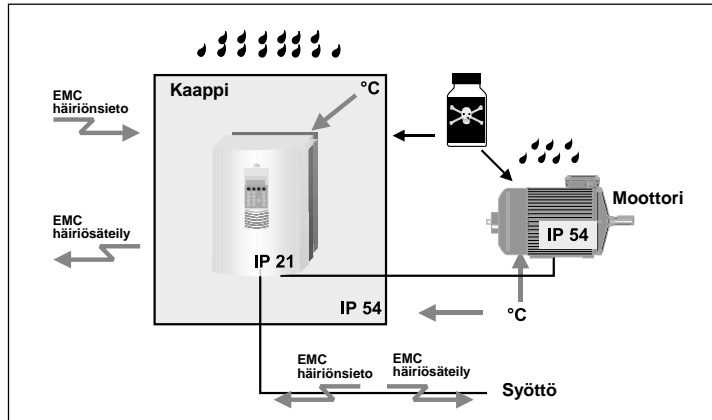 Kaappi
°C
EMC
häiriönsieto
EMC
häiriösäteily
IP 21
IP 54
Moottori
IP 54
°C
EMC
häiriönsieto
EMC
häiriösäteily
Syöttö